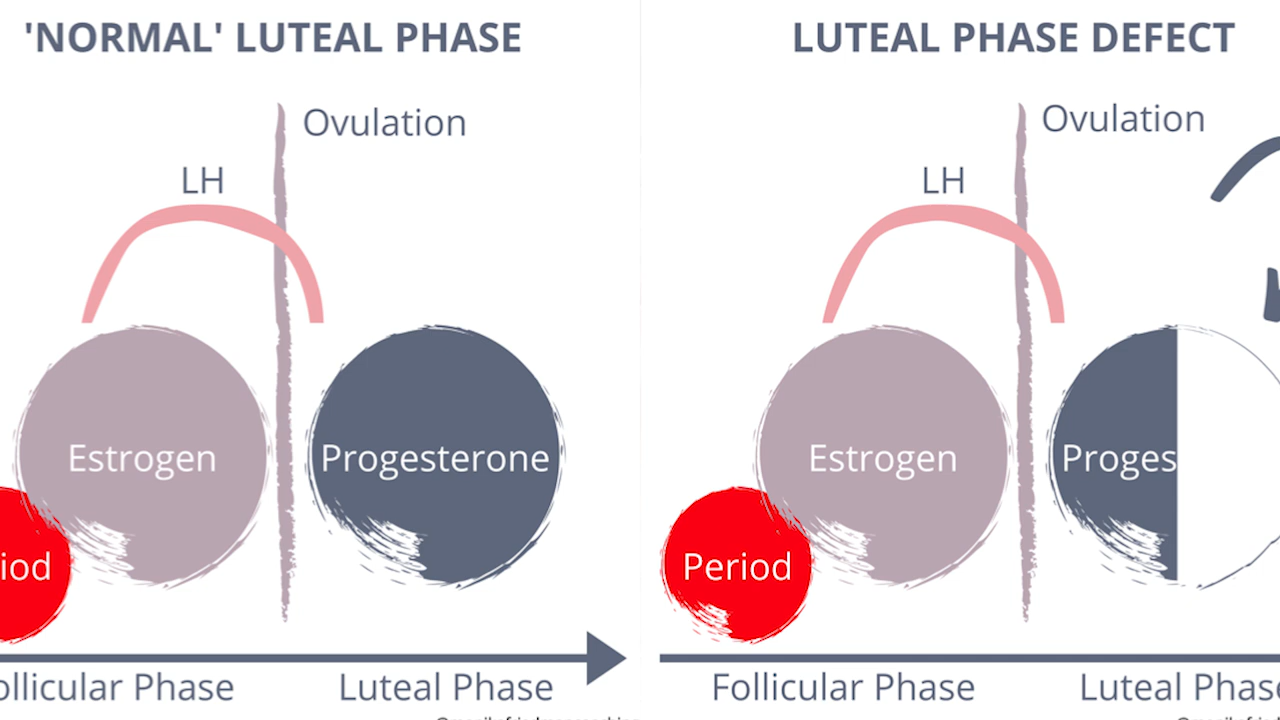 'NORMAL' LUTEAL PHASE
Ovulation
LH
Estrogen
Progesterone
iod
ollicular Phase
Luteal Phase
LUTEAL PHASE DEFECT
Ovulation
LH
Estrogen
Proges
Period
Follicular Phase
Luteal Phase